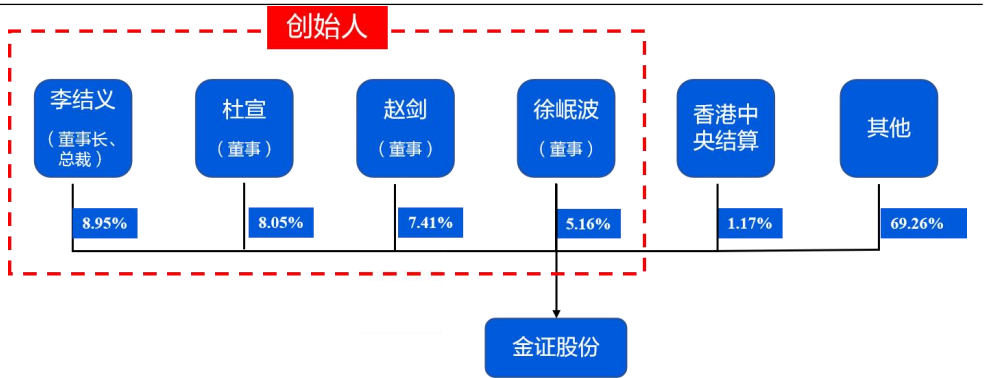 创始人
李结义
（董事长、
总裁）
杜宣
（董事）
赵剑
（董事）
徐岷波
（董事）
香港中
央结算
其他
8.95%
8.05%
7.41%
5.16%
1.17%
69.26%
金证股份